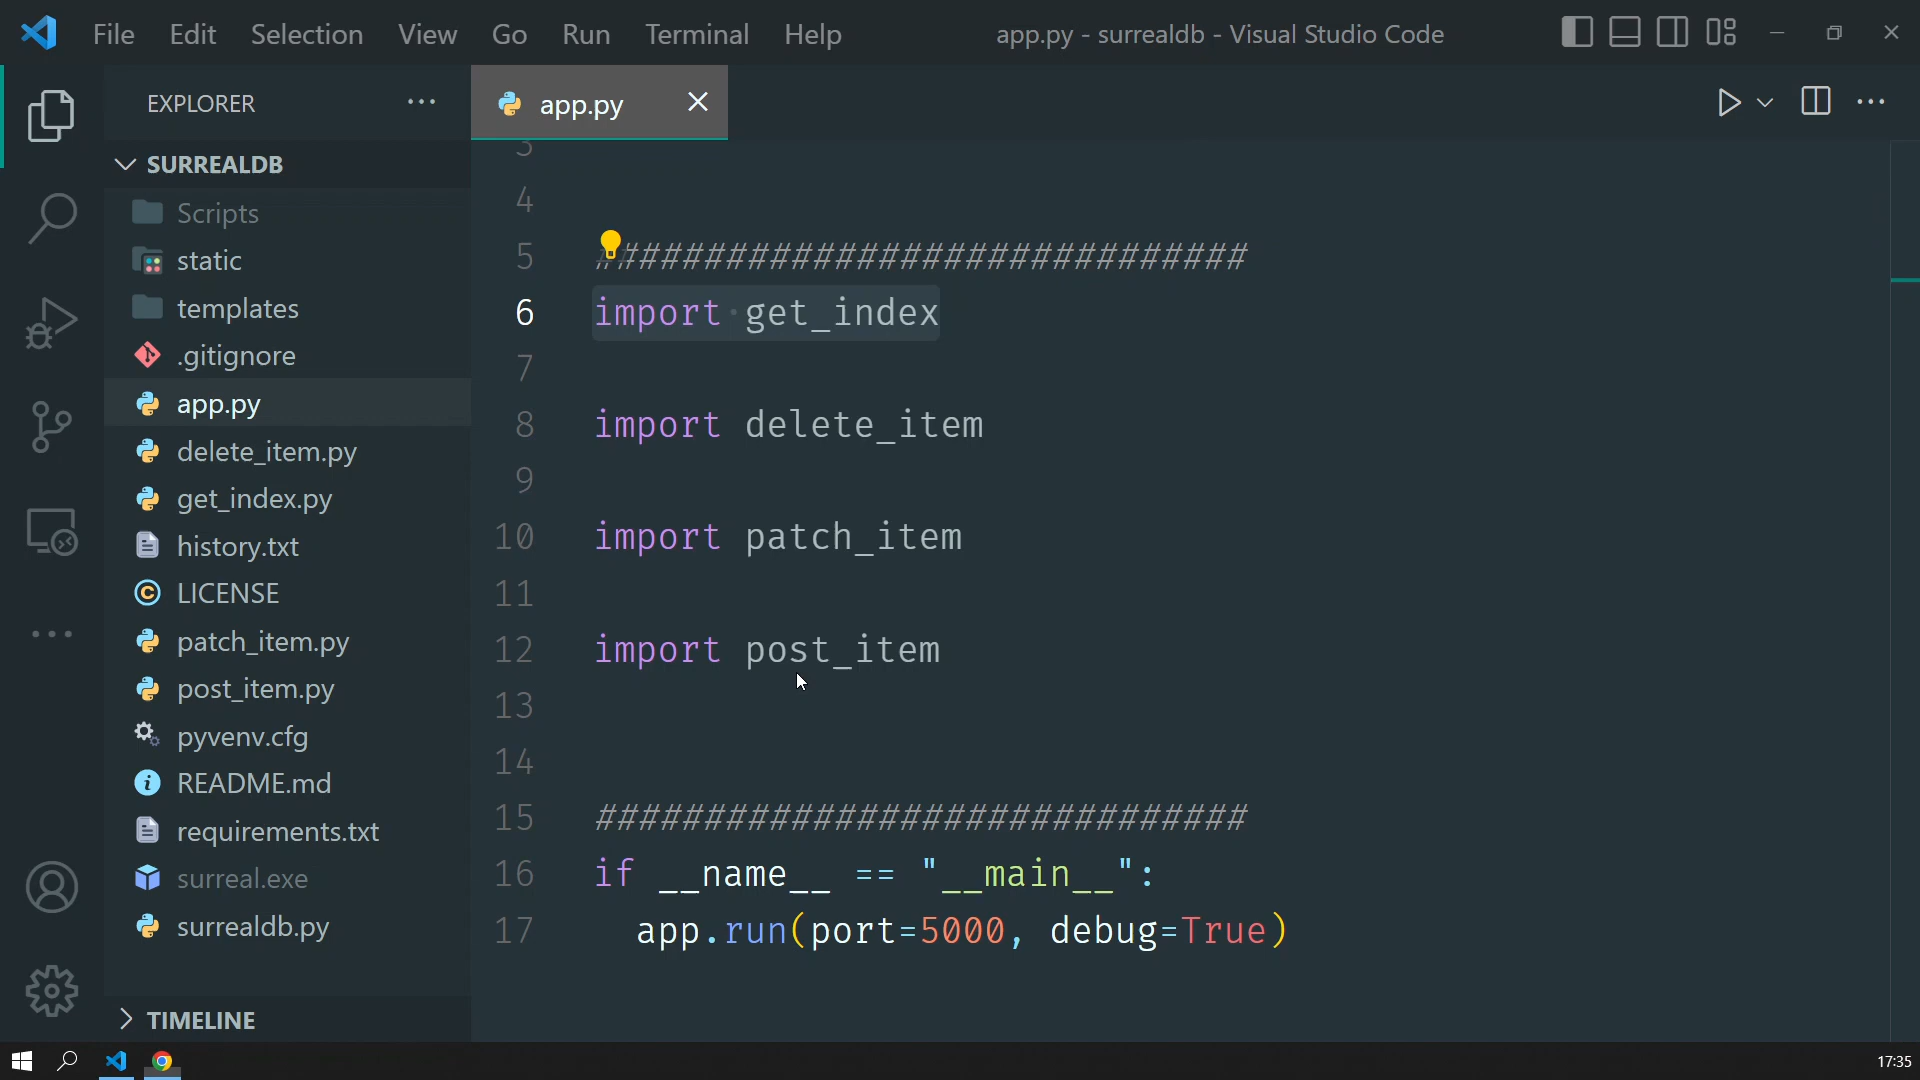 File Edit Selection View Go Run Terminal Help
app.py - surrealdb - Visual Studio Code
EXPLORER
SURREALDB
Scripts
static
templates
.gitignore
app.py
delete_item.py
get_index.py
history.txt
LICENSE
patch_item.py
post_item.py
pyvenv.cfg
README.md
requirements.txt
surreal.exe
surrealdb.py
TIMELINE
app.py
3
4
5 ##############################
6 import get_index
7
8 import delete_item
9
10 import patch_item
11
12 import post_item
13
14
15 ##############################
16 if __name__ == "__main__":
17 app.run(port=5000, debug=True)
17:35